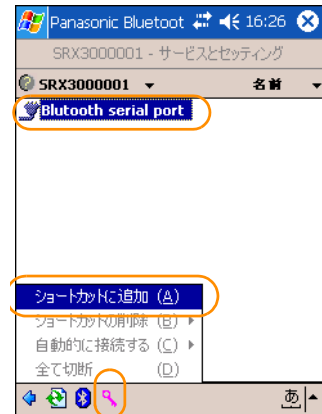 Panasonic Bluetoot 16:26
SRX3000001 - サービスとセッティング
SRX3000001 名前
Blutooth serial port
ショートカットに追加 (A)
ショートカットの削除 (B)
自動的に接続する (C)
全て切断 (D)
あ